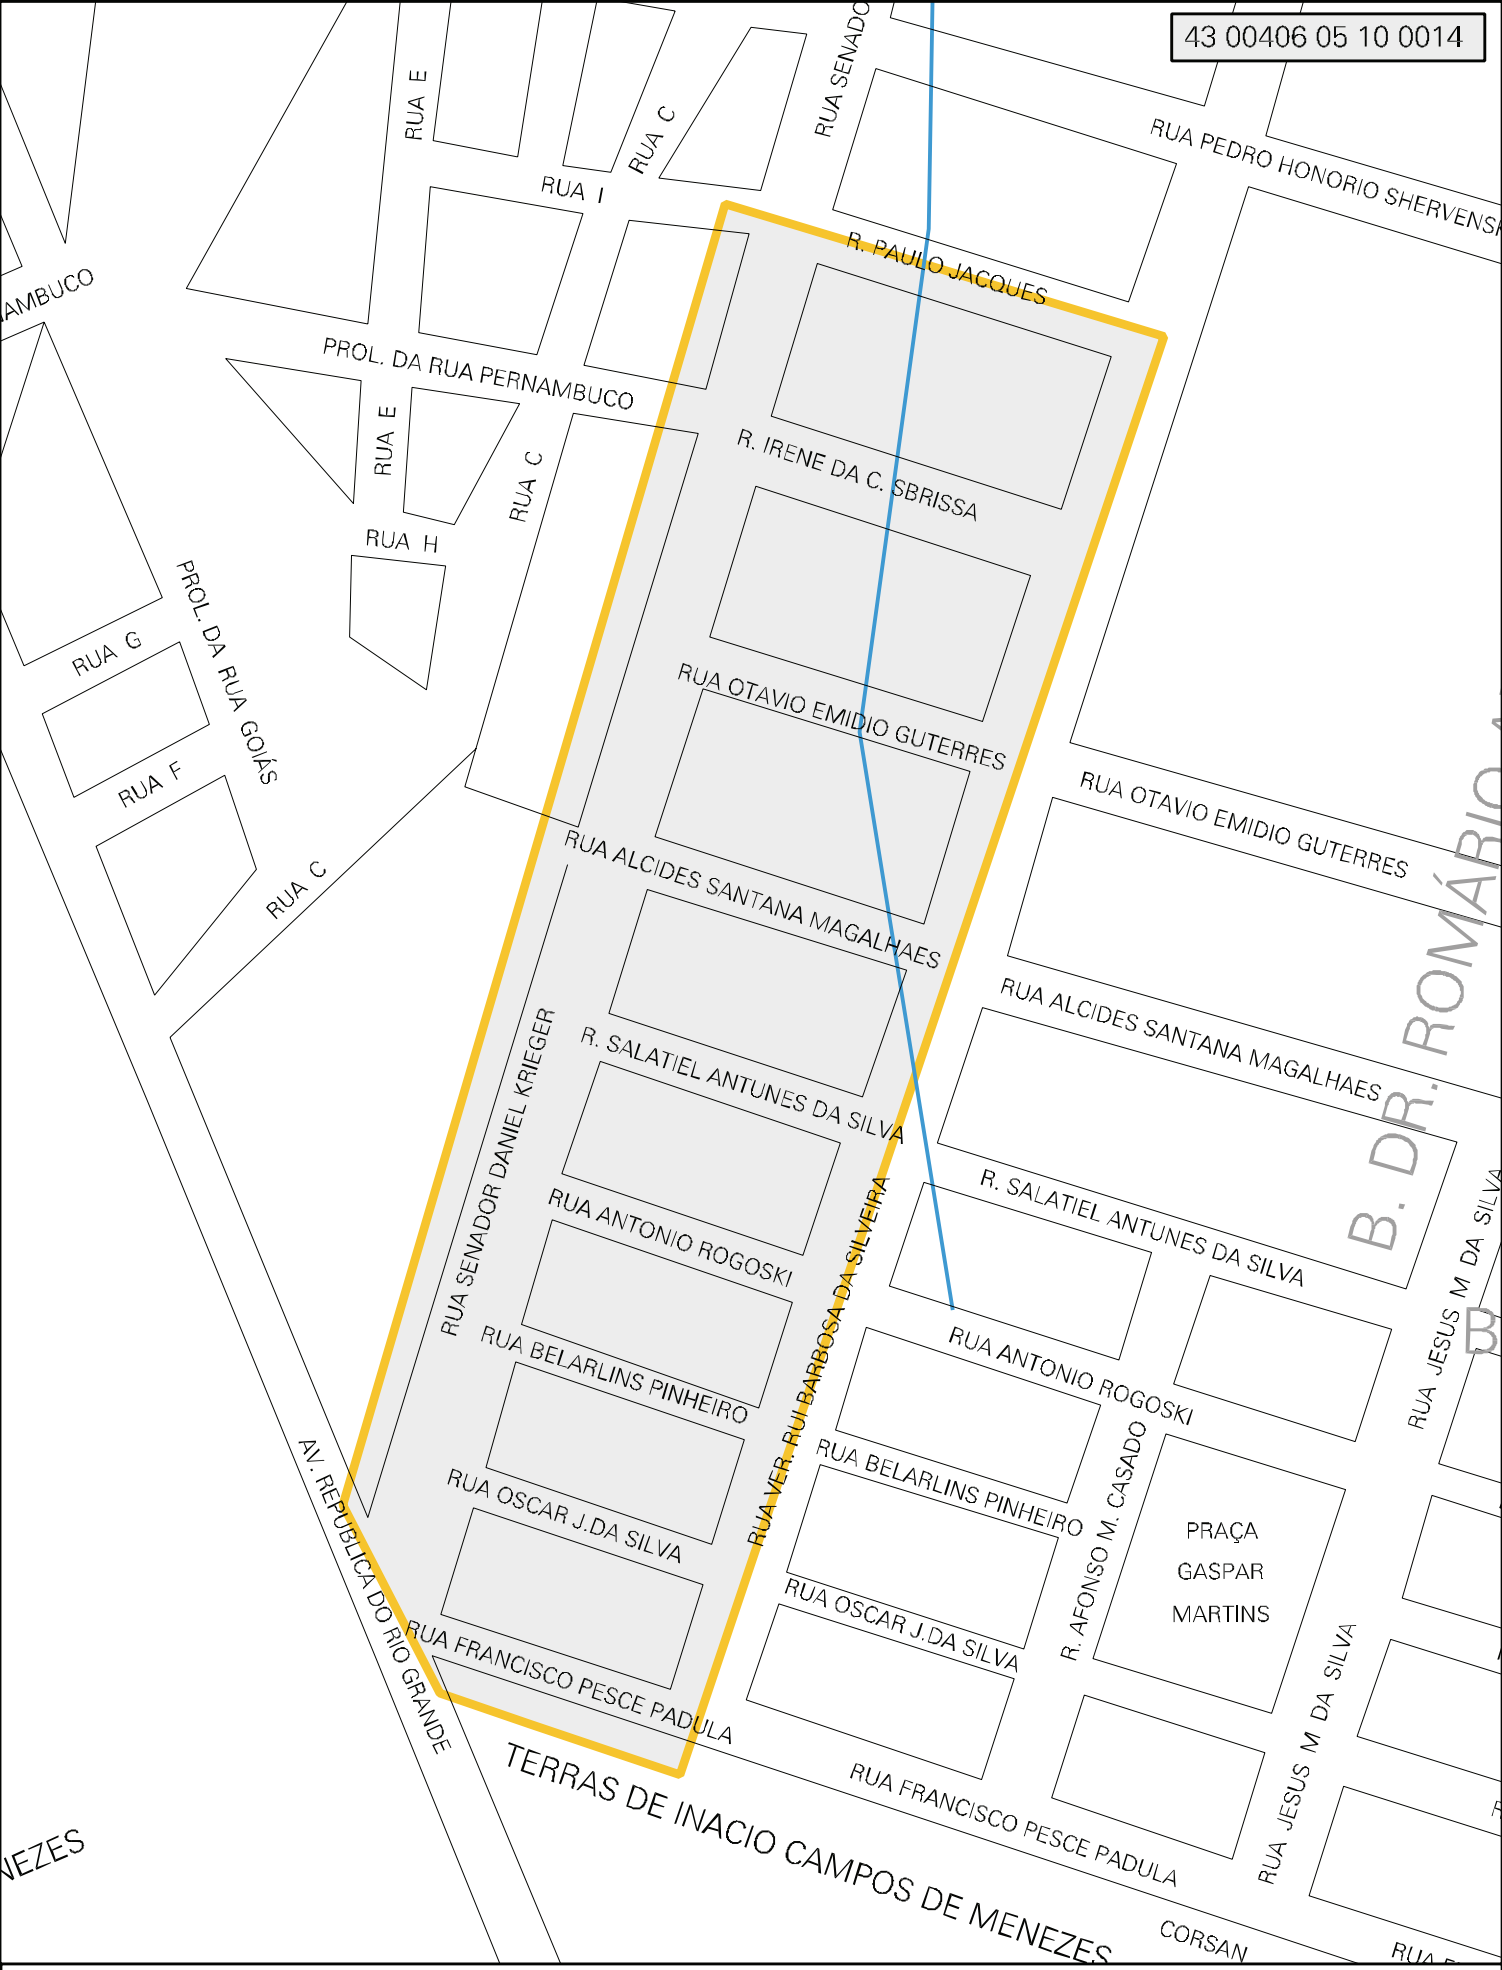 43 00406 05 10 0014
RUA E
RUA C
RUA SENADO
RUA PEDRO HONORIO SHERVENSK
RUA I
R. PAULO JACQUES
AMBUCO
PROL. DA RUA PERNAMBUCO
RUA E
RUA C
R. IRENE DA C. SBRISSA
RUA H
PROL. DA RUA GOIÁS
RUA G
RUA OTAVIO EMIDIO GUTERRES
RUA F
RUA OTAVIO EMIDIO GUTERRES
RUA C
RUA ALCIDES SANTANA MAGALHAES
RUA ALCIDES SANTANA MAGALHAES
B. DR. ROMÁRIO
RUA SENADOR DANIEL KRIEGER
R. SALATIEL ANTUNES DA SILVA
R. SALATIEL ANTUNES DA SILVA
RUA JESUS M DA SILVA
RUA ANTONIO ROGOSKI
RUA VER. RUI BARBOSA DA SILVEIRA
B
RUA BELARLINS PINHEIRO
RUA ANTONIO ROGOSKI
RUA BELARLINS PINHEIRO
R. AFONSO M. CASADO
AV. REPUBLICA DO RIO GRANDE
RUA OSCAR J.DA SILVA
PRAÇA
GASPAR
MARTINS
RUA OSCAR J.DA SILVA
RUA FRANCISCO PESCE PADULA
RUA JESUS M DA SILVA
TERRAS DE INACIO CAMPOS DE MENEZES
RUA FRANCISCO PESCE PADULA
NEZES
CORSAN
RUA